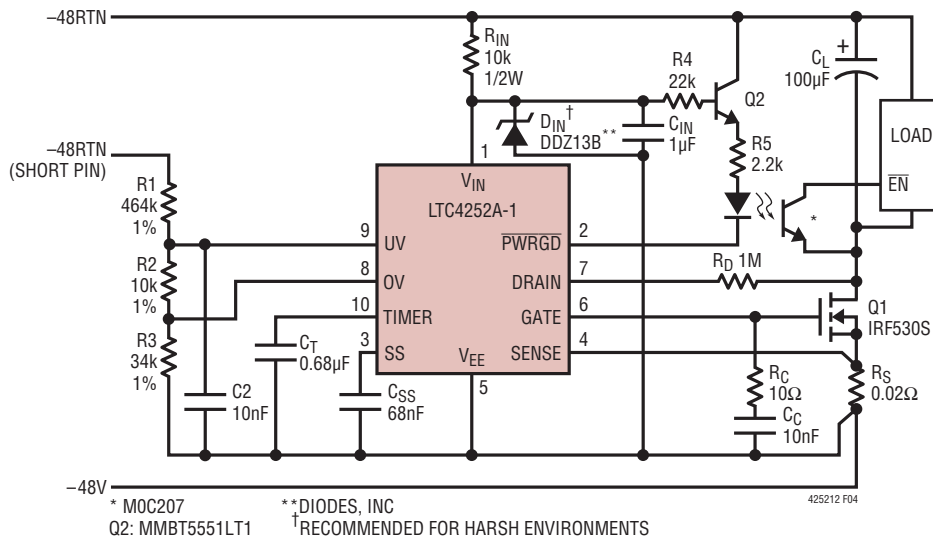 –48RTN
RIN
10k
1/2W
R4
22k
Q2
CL
100µF
+
LOAD
EN
DIN†
DDZ13B**
CIN
1µF
R5
2.2k
*
–48RTN
(SHORT PIN)
R1
464k
1%
R2
10k
1%
R3
34k
1%
1
VIN
LTC4252A-1
9
UV
8
OV
10
TIMER
3
SS
VEE
5
PWRGD
2
DRAIN
7
GATE
6
SENSE
4
RD 1M
Q1
IRF530S
CT
0.68µF
C2
10nF
CSS
68nF
RC
10Ω
CC
10nF
RS
0.02Ω
–48V
425212 F04
* M0C207
**DIODES, INC
Q2: MMBT5551LT1
†RECOMMENDED FOR HARSH ENVIRONMENTS